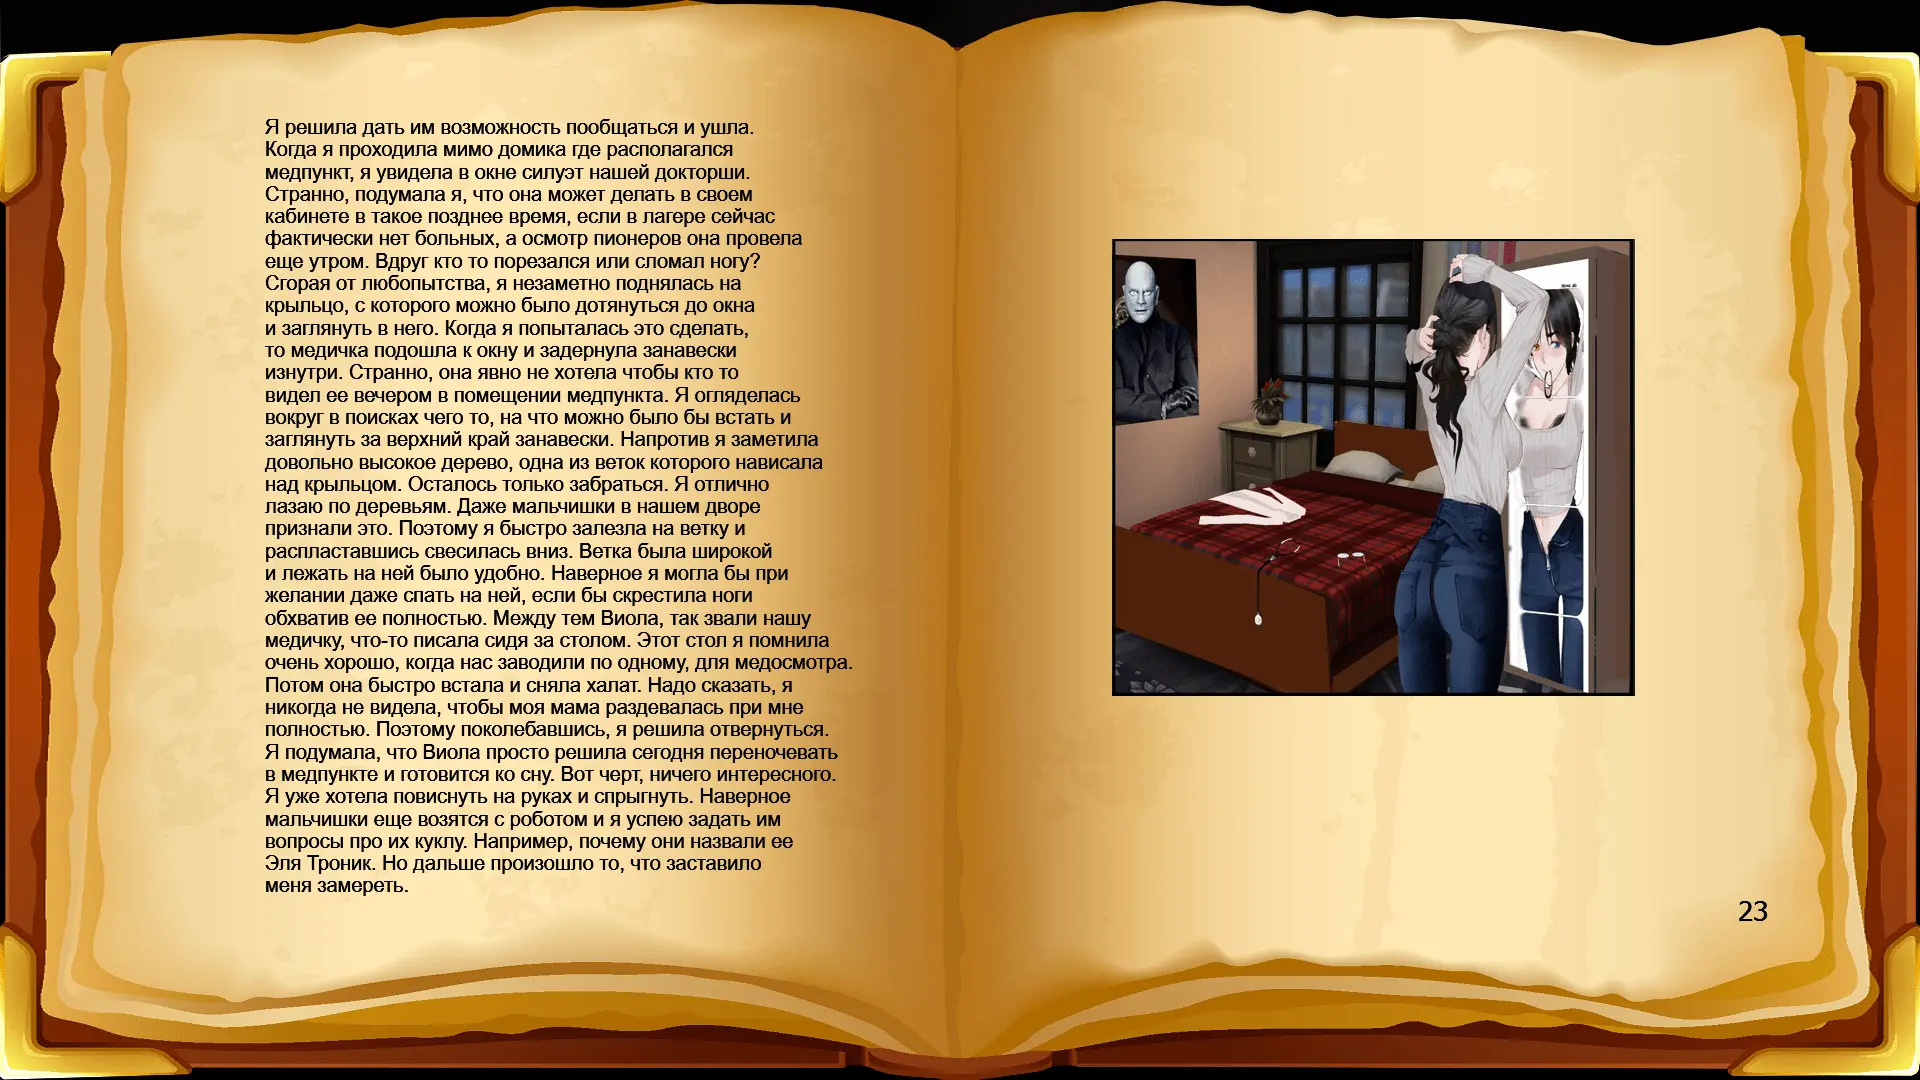 Я решила дать им возможность пообщаться и ушла.
Когда я проходила мимо домика где располагался
медпункт, я увидела в окне силуэт нашей докторши.
Странно, подумала я, что она может делать в своем
кабинете в такое позднее время, если в лагере сейчас
фактически нет больных, а осмотр пионеров она провела
еще утром. Вдруг кто то порезался или сломал ногу?
Сгорая от любопытства, я незаметно поднялась на
крыльцо, с которого можно было дотянуться до окна
и заглянуть в него. Когда я попыталась это сделать,
то медичка подошла к окну и задернула занавески
изнутри. Странно, она явно не хотела чтобы кто то
видел ее вечером в помещении медпункта. Я огляделась
вокруг в поисках чего то, на что можно было бы встать и
заглянуть за верхний край занавески. Напротив я заметила
довольно высокое дерево, одна из веток которого нависала
над крыльцом. Осталось только забраться. Я отлично
лазаю по деревьям. Даже мальчишки в нашем дворе
признали это. Поэтому я быстро залезла на ветку и
распластавшись свесилась вниз. Ветка была широкой
и лежать на ней было удобно. Наверное я могла бы при
желании даже спать на ней, если бы скрестила ноги
обхватив ее полностью. Между тем Виола, так звали нашу
медичку, что-то писала сидя за столом. Этот стол я помнила
очень хорошо, когда нас заводили по одному, для медосмотра.
Потом она быстро встала и сняла халат. Надо сказать, я
никогда не видела, чтобы моя мама раздевалась при мне
полностью. Поэтому поколебавшись, я решила отвернуться.
Я подумала, что Виола просто решила сегодня переночевать
в медпункте и готовится ко сну. Вот черт, ничего интересного.
Я уже хотела повиснуть на руках и спрыгнуть. Наверное
мальчишки еще возятся с роботом и я успею задать им
вопросы про их куклу. Например, почему они назвали ее
Эля Троник. Но дальше произошло то, что заставило
меня замереть.
23